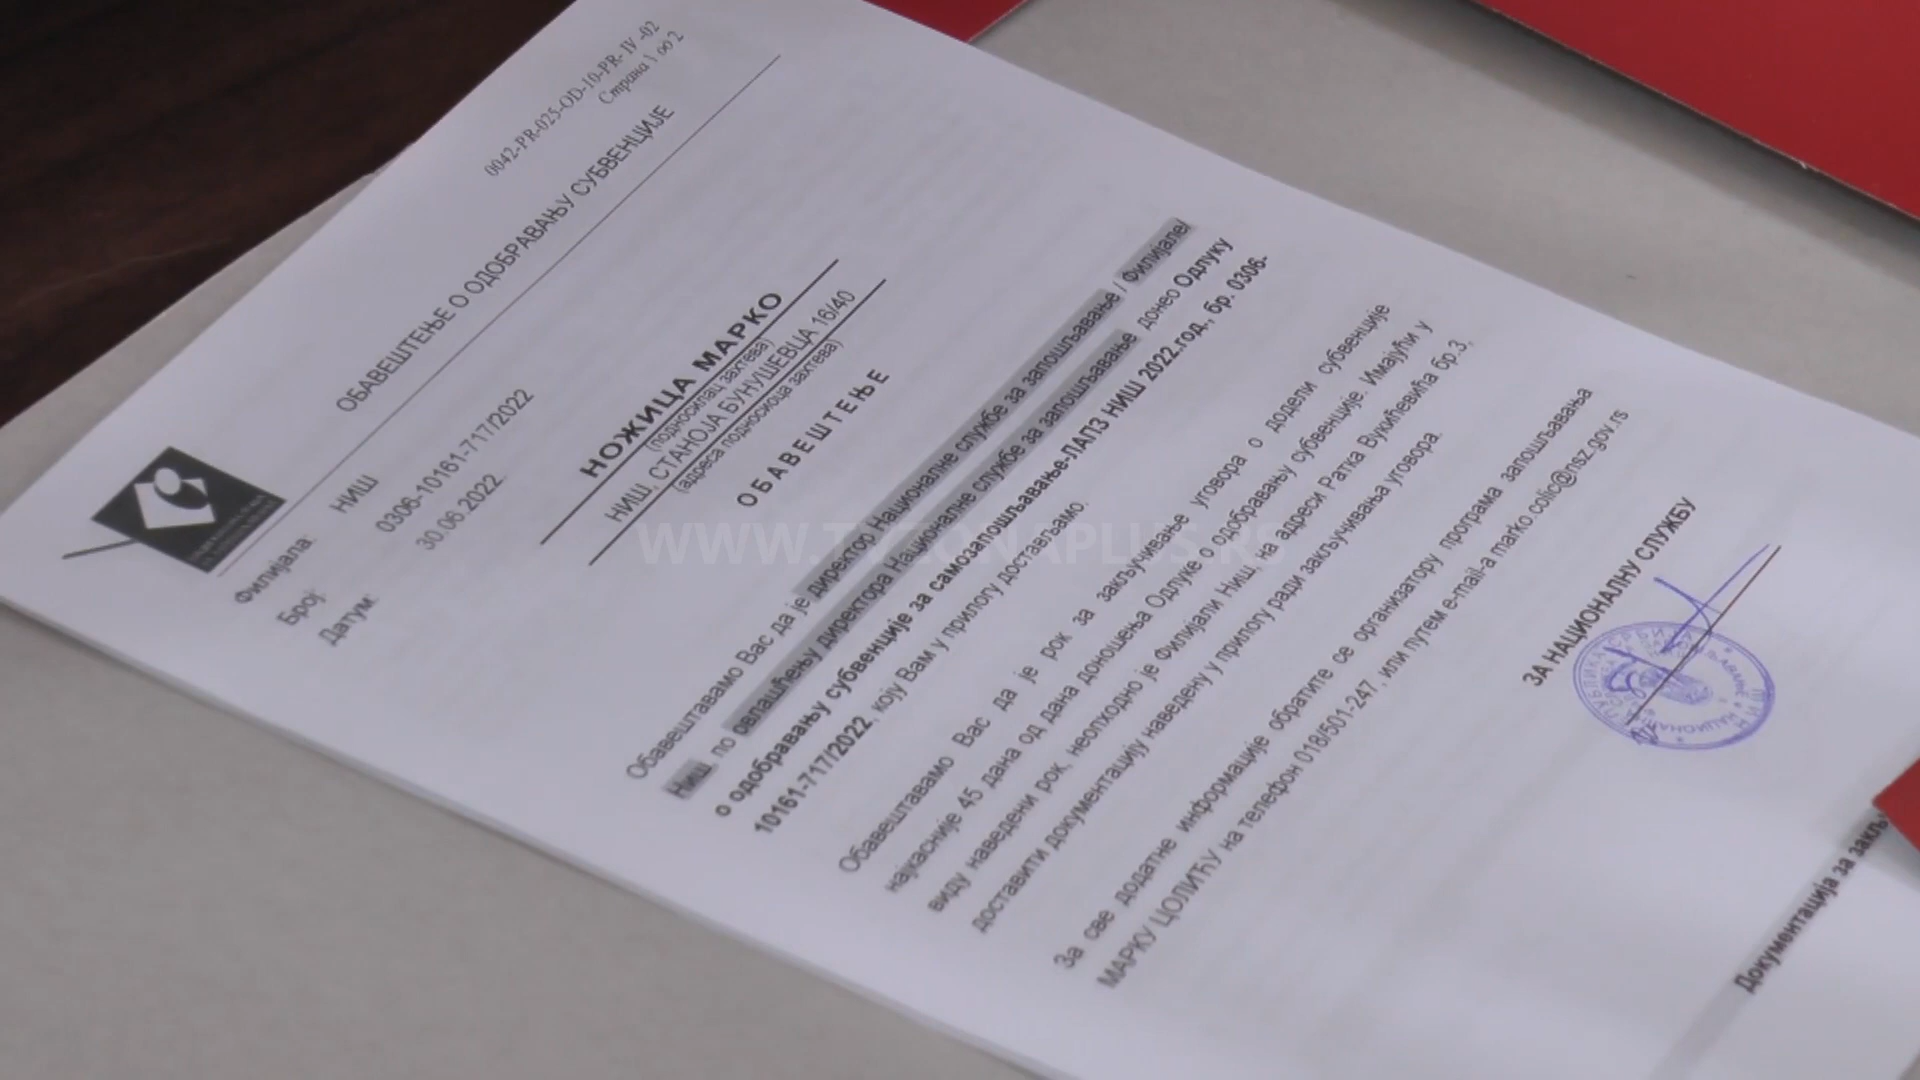 0042-PR-025-OD-10-PR- IV -02
Страна 1 од 2
ОБАВЕШТЕЊЕ О ОДОБРАВАЊУ СУБВЕНЦИЈЕ
Филијала: НИШ
Број: 0306-10161-717/2022
Датум: 30.06.2022
НОЖИЦА МАРКО
(подносилац захтева)
НИШ, СТАНОЈА БУНУШЕВЦА 16/40
(адреса подносиоца захтева)
О Б А В Е Ш Т Е Њ Е
Обавештавамо Вас да је директор Националне службе за запошљавање / Филијале/
Ниш по овлашћењу директора Националне службе за запошљавање донео Одлуку
о одобравању субвенције за самозапошљавање-ЛАПЗ НИШ 2022.год., бр. 0306-
10161-717/2022, коју Вам у прилогу достављамо.
Обавештавамо Вас да је рок за закључивање уговора о додели субвенције
најкасније 45 дана од дана доношења Одлуке о одобравању субвенције. Имајући у
виду наведени рок, неопходно је Филијали Ниш, на адреси Ратка Вукићевића бр.3,
доставити документацију наведену у прилогу ради закључивања уговора.
За све додатне информације обратите се организатору програма запошљавања
МАРКУ ЦОЛИЋУ на телефон 018/501-247, или путем e-mail-a marko.colic@nsz.gov.rs
ЗА НАЦИОНАЛНУ СЛУЖБУ
Документација за закљ
WWW.TVZONAPLUS.RS